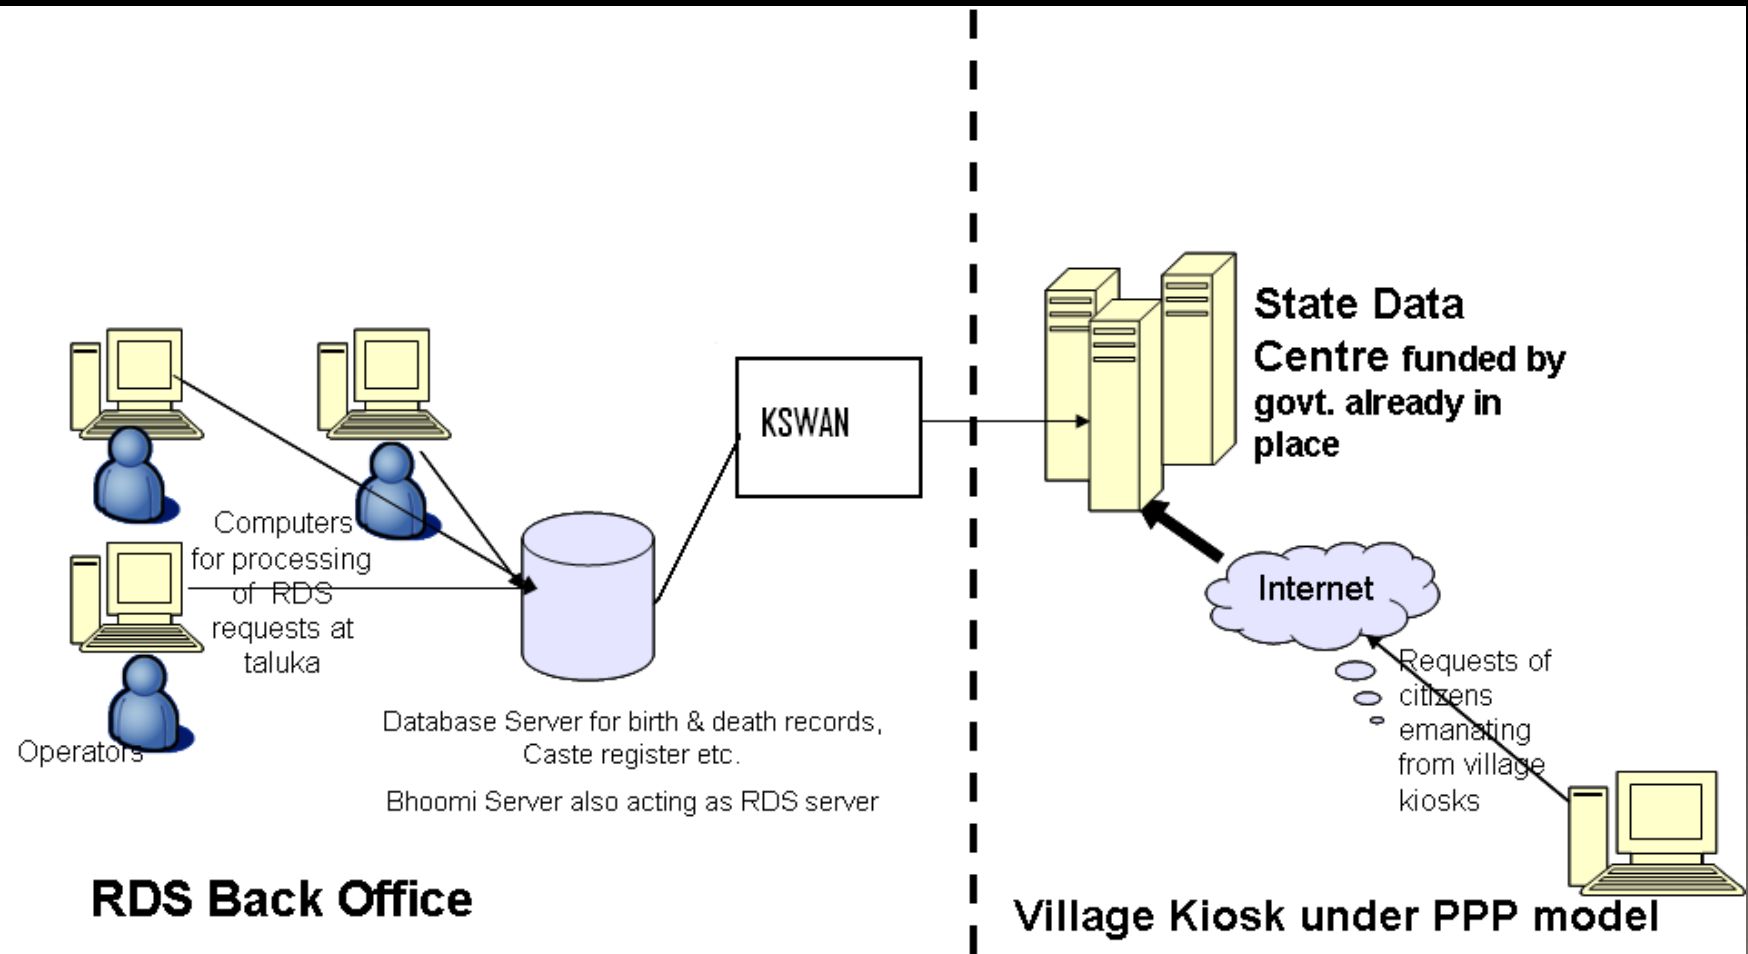 State Data
Centre funded by
govt. already in
place
KSWAN
Computers
for processing
of RDS
requests at
taluka
Operators
Internet
Requests of
citizens
emanating
from village
kiosks
Database Server for birth & death records,
Caste register etc.
Bhoomi Server also acting as RDS server
RDS Back Office
Village Kiosk under PPP model